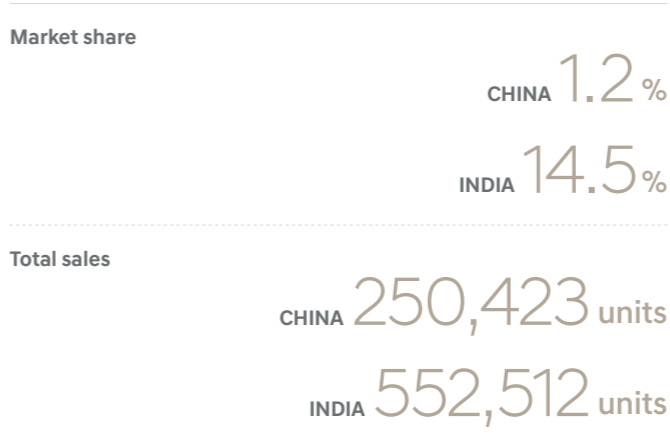 Market share
CHINA 1.2 %
INDIA 14.5 %
Total sales
CHINA 250,423 units
INDIA 552,512 units